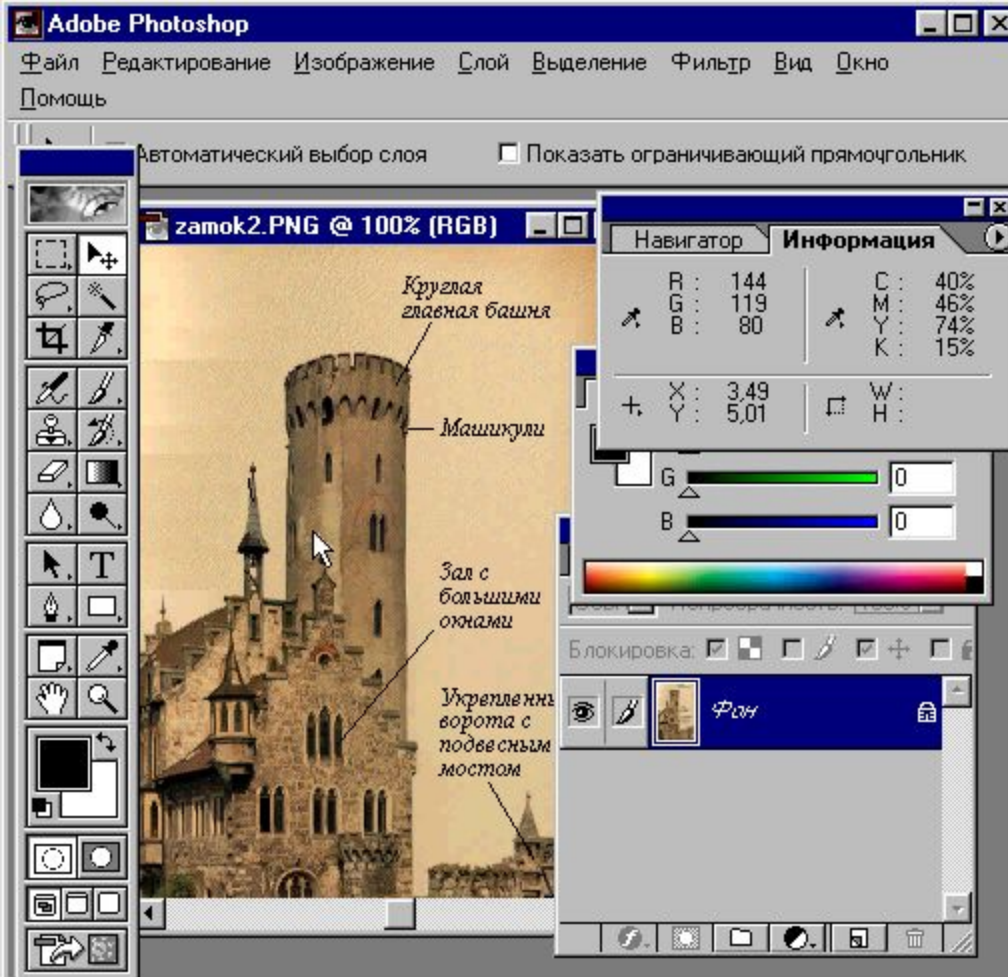 Adobe Photoshop
Файл Редактирование Изображение Слой Выделение Фильтр Вид Окно
Помощь
Автоматический выбор слоя Показать ограничивающий прямоугольник
zamok2.PNG @ 100% (RGB)
Навигатор Информация
R : 144 C : 40%
G : 119 M : 46%
B : 80 Y : 74%
K : 15%
X : 3,49 W :
Y : 5,01 H :
Круглая
главная башня
Машикули
G 0
B 0
Зал с
большими
окнами
Блокировка:
Фон
Укрепленны
ворота с
подвесным
мостом
T